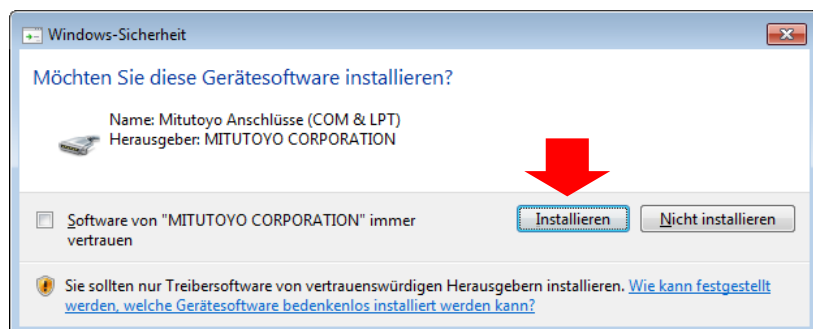 Windows-Sicherheit
Möchten Sie diese Gerätesoftware installieren?
Name: Mitutoyo Anschlüsse (COM & LPT)
Herausgeber: MITUTOYO CORPORATION
Software von "MITUTOYO CORPORATION" immer
vertrauen
Installieren
Nicht installieren
Sie sollten nur Treibersoftware von vertrauenswürdigen Herausgebern installieren. Wie kann festgestellt
werden, welche Gerätesoftware bedenkenlos installiert werden kann?